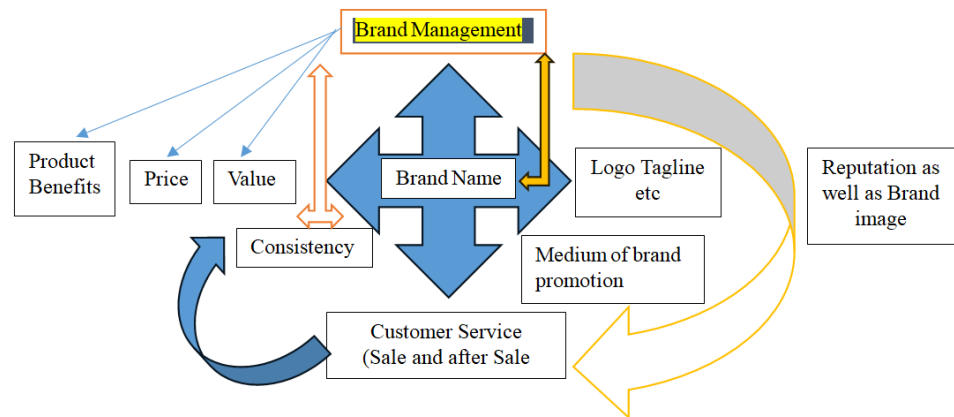 Brand Management
Product
Benefits
Price
Value
Brand Name
Logo Tagline
etc
Reputation as
well as Brand
image
Consistency
Medium of brand
promotion
Customer Service
(Sale and after Sale